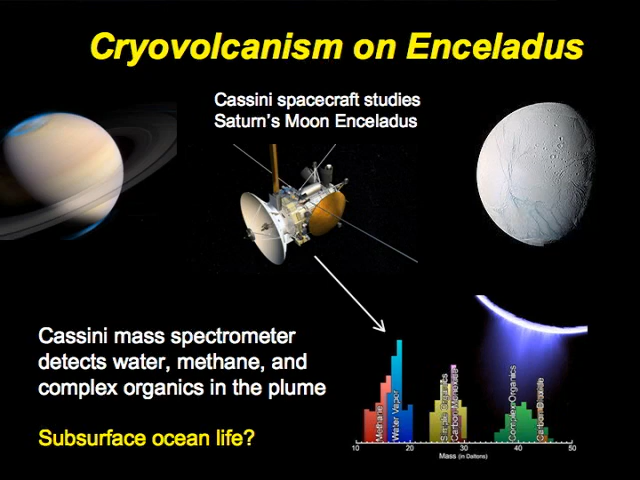 Cryovolcanism on Enceladus
Cassini spacecraft studies
Saturn's Moon Enceladus
Cassini mass spectrometer
detects water, methane, and
complex organics in the plume
Subsurface ocean life?
Methane
Water Vapor
Simple Organics
Carbon Monoxide
Complex Organics
Carbon Dioxide
10 20 30 40 50
Mass (in Daltons)